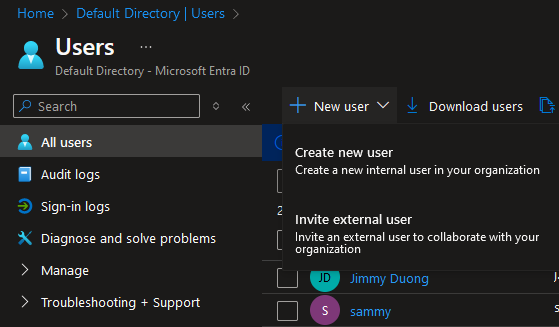 Home > Default Directory | Users >
Users ...
Default Directory - Microsoft Entra ID
Search
New user
Download users
All users
Create new user
Create a new internal user in your organization
Audit logs
Sign-in logs
2
Invite external user
Invite an external user to collaborate with your
organization
Diagnose and solve problems
Manage
JD Jimmy Duong
Troubleshooting + Support
S sammy